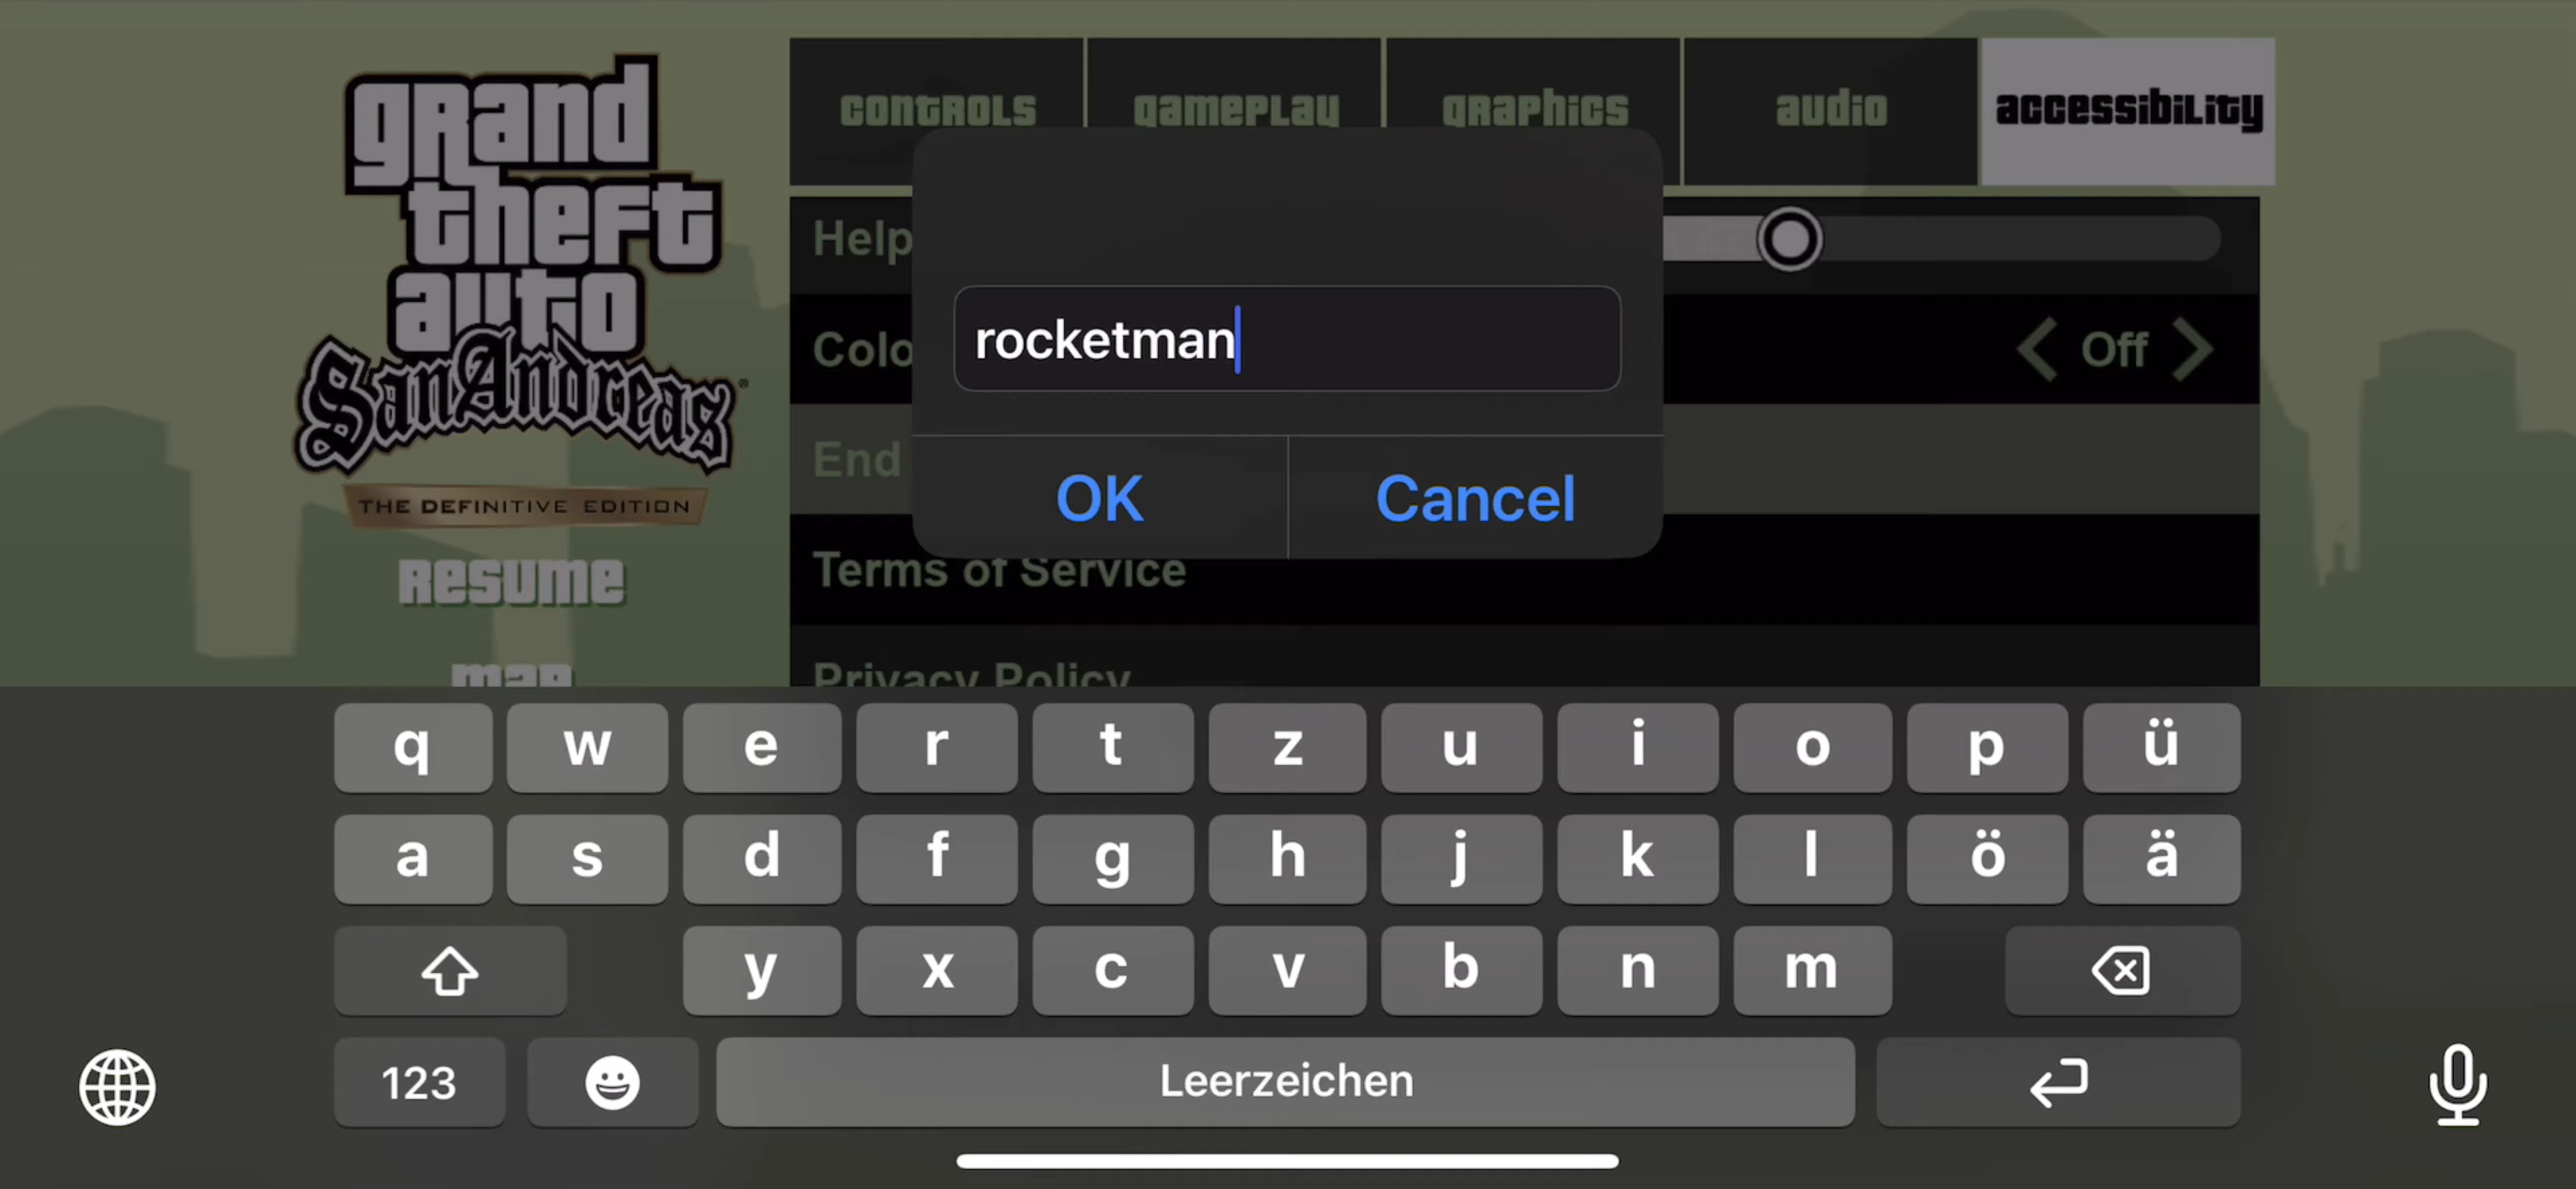 grand
theft
auto
San Andreas
THE DEFINITIVE EDITION
RESUME
map
CONTROLS gameplay graphics audio accessibility
Help
Colo
Off
End
Terms of Service
Privacy Policy
rocketman
OK Cancel
q w e r t z u i o p ü
a s d f g h j k l ö ä
y x c v b n m
123 Leerzeichen